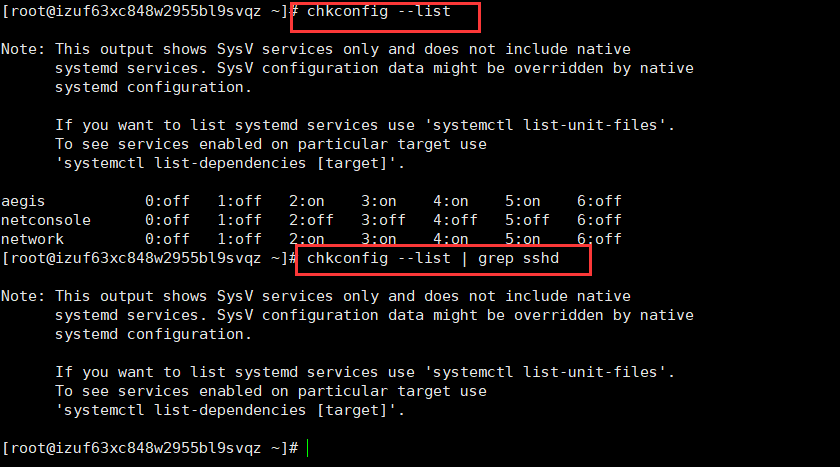 [root@izuf63xc848w2955bl9svqz ~]# chkconfig --list
Note: This output shows SysV services only and does not include native
      systemd services. SysV configuration data might be overridden by native
      systemd configuration.
      If you want to list systemd services use 'systemctl list-unit-files'.
      To see services enabled on particular target use
      'systemctl list-dependencies [target]'.
aegis           0:off   1:off   2:on    3:on    4:on    5:on    6:off
netconsole      0:off   1:off   2:off   3:off   4:off   5:off   6:off
network         0:off   1:off   2:on    3:on    4:on    5:on    6:off
[root@izuf63xc848w2955bl9svqz ~]# chkconfig --list | grep sshd
Note: This output shows SysV services only and does not include native
      systemd services. SysV configuration data might be overridden by native
      systemd configuration.
      If you want to list systemd services use 'systemctl list-unit-files'.
      To see services enabled on particular target use
      'systemctl list-dependencies [target]'.
[root@izuf63xc848w2955bl9svqz ~]#